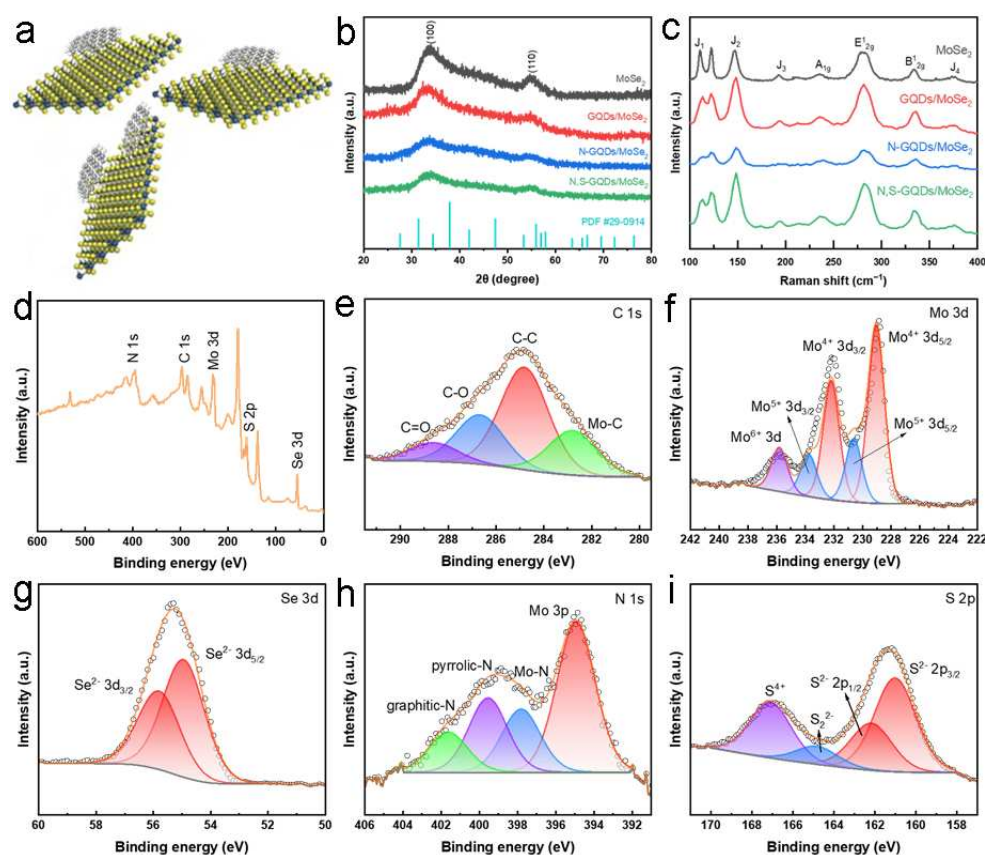 a
b
Intensity (a.u.)
(100)
(110)
MoSe2
GQDs/MoSe2
N-GQDs/MoSe2
N,S-GQDs/MoSe2
PDF #29-0914
20 30 40 50 60 70 80
2θ (degree)
c
Intensity (a.u.)
J1
J2
J3
A1g
E¹2g
B¹2g
J4
MoSe2
GQDs/MoSe2
N-GQDs/MoSe2
N,S-GQDs/MoSe2
100 150 200 250 300 350 400
Raman shift (cm⁻¹)
d
Intensity (a.u.)
N 1s
C 1s
Mo 3d
S 2p
Se 3d
600 500 400 300 200 100 0
Binding energy (eV)
e
Intensity (a.u.)
C 1s
C-C
C-O
C=O
Mo-C
290 288 286 284 282 280
Binding energy (eV)
f
Intensity (a.u.)
Mo 3d
Mo⁴⁺ 3d5/2
Mo⁴⁺ 3d3/2
Mo⁵⁺ 3d3/2
Mo⁶⁺ 3d
Mo⁵⁺ 3d5/2
242 240 238 236 234 232 230 228 226 224 222
Binding energy (eV)
g
Intensity (a.u.)
Se 3d
Se²⁻ 3d5/2
Se²⁻ 3d3/2
60 58 56 54 52 50
Binding energy (eV)
h
Intensity (a.u.)
N 1s
Mo 3p
pyrrolic-N
Mo-N
graphitic-N
406 404 402 400 398 396 394 392
Binding energy (eV)
i
Intensity (a.u.)
S 2p
S²⁻ 2p3/2
S²⁻ 2p1/2
S⁴⁺
S2²⁻
170 165 160
Binding energy (eV)